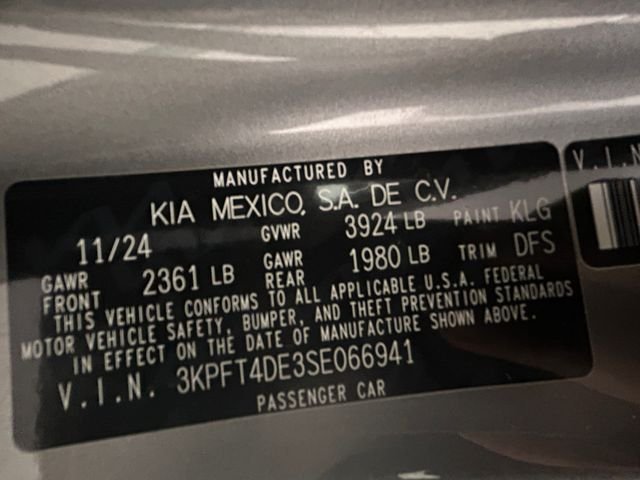 MANUFACTURED BY
KIA MEXICO, S.A. DE C.V.
11/24 GVWR 3924 LB PAINT KLG
GAWR FRONT 2361 LB GAWR REAR 1980 LB TRIM DFS
THIS VEHICLE CONFORMS TO ALL APPLICABLE U.S.A. FEDERAL
MOTOR VEHICLE SAFETY, BUMPER, AND THEFT PREVENTION STANDARDS
IN EFFECT ON THE DATE OF MANUFACTURE SHOWN ABOVE.
V.I.N. 3KPFT4DE3SE066941
PASSENGER CAR
V.I.N